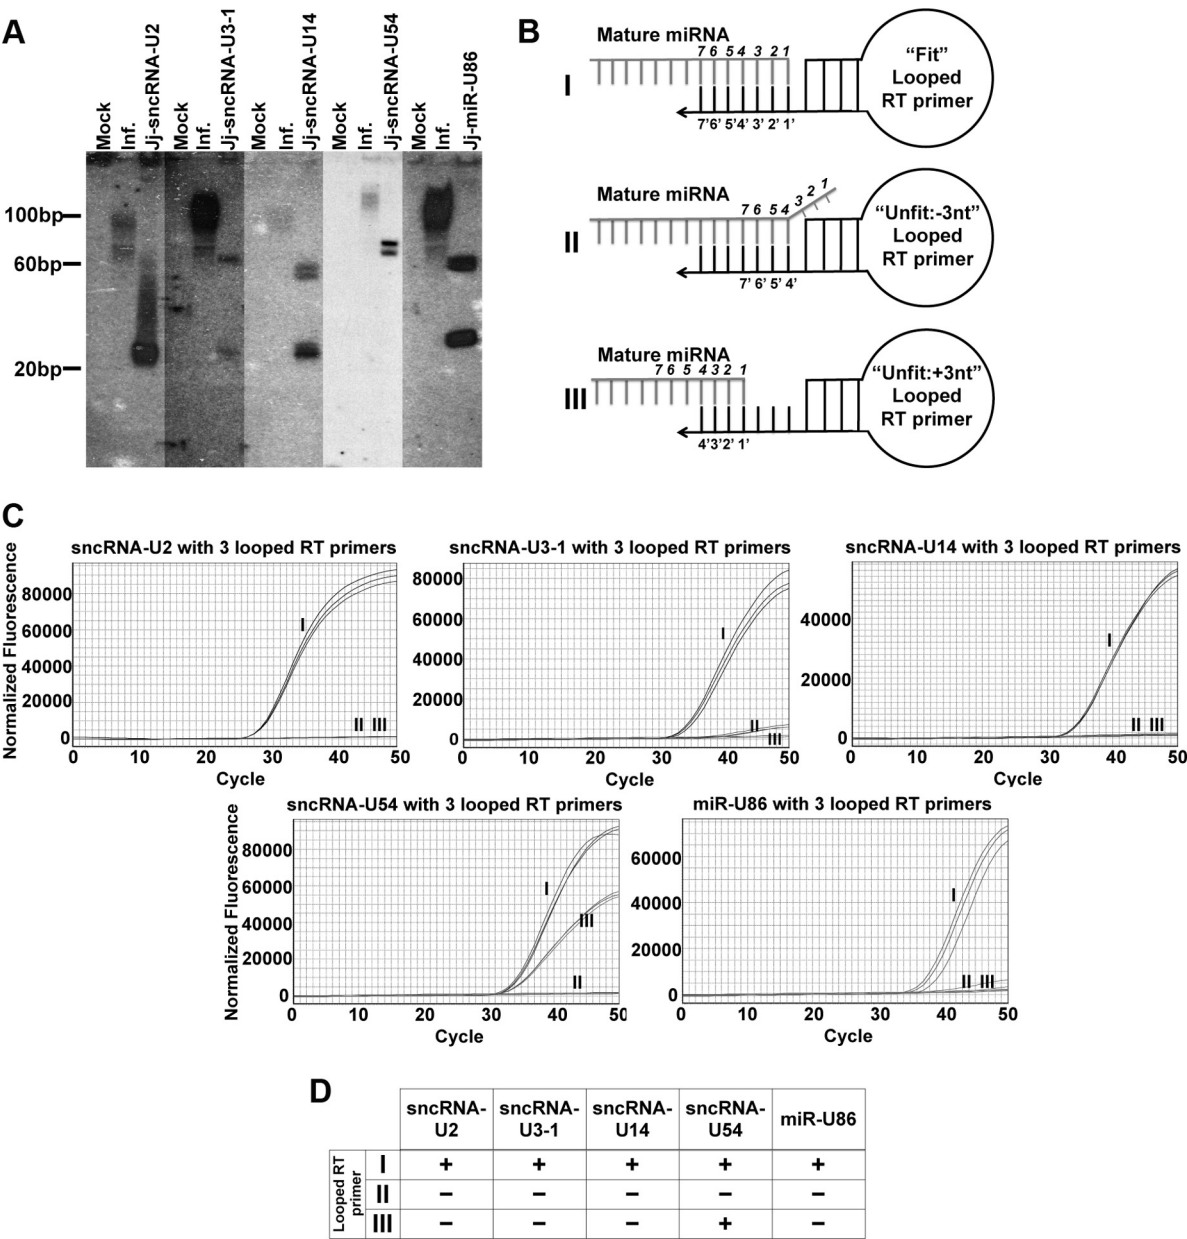 A
Mock
Inf.
Jj-sncRNA-U2
Mock
Inf.
Jj-sncRNA-U3-1
Mock
Inf.
Jj-sncRNA-U14
Mock
Inf.
Jj-sncRNA-U54
Mock
Inf.
Jj-miR-U86
100bp
60bp
20bp
B
I
Mature miRNA
7 6 5 4 3 2 1
7'6' 5'4' 3' 2' 1'
“Fit”
Looped
RT primer
II
Mature miRNA
7 6 5 4 3 2 1
7' 6' 5' 4'
“Unfit:-3nt”
Looped
RT primer
III
Mature miRNA
7 6 5 4 3 2 1
4'3'2' 1'
“Unfit:+3nt”
Looped
RT primer
C
sncRNA-U2 with 3 looped RT primers
Normalized Fluorescence
80000
60000
40000
20000
0
I
II III
0 10 20 30 40 50
Cycle
sncRNA-U3-1 with 3 looped RT primers
80000
60000
40000
20000
0
I
II
III
0 10 20 30 40 50
Cycle
sncRNA-U14 with 3 looped RT primers
40000
20000
0
I
II III
0 10 20 30 40 50
Cycle
sncRNA-U54 with 3 looped RT primers
Normalized Fluorescence
80000
60000
40000
20000
0
I
III
II
0 10 20 30 40 50
Cycle
miR-U86 with 3 looped RT primers
60000
40000
20000
0
I
II III
0 10 20 30 40 50
Cycle
D
sncRNA-U2 sncRNA-U3-1 sncRNA-U14 sncRNA-U54 miR-U86
Looped RT primer
I + + + + +
II − − − − −
III − − − + −